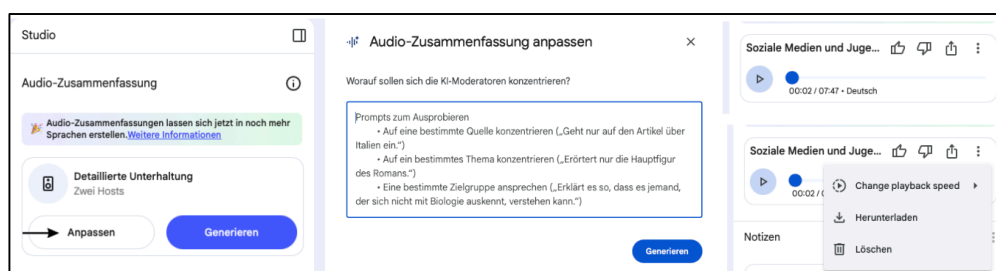 Studio
Audio-Zusammenfassung
Audio-Zusammenfassungen lassen sich jetzt in noch mehr
Sprachen erstellen.Weitere Informationen
Detaillierte Unterhaltung
Zwei Hosts
Anpassen
Generieren
Audio-Zusammenfassung anpassen
Worauf sollen sich die KI-Moderatoren konzentrieren?
Prompts zum Ausprobieren
• Auf eine bestimmte Quelle konzentrieren („Geht nur auf den Artikel über
Italien ein.“)
• Auf ein bestimmtes Thema konzentrieren („Erörtert nur die Hauptfigur
des Romans.“)
• Eine bestimmte Zielgruppe ansprechen („Erklärt es so, dass es jemand,
der sich nicht mit Biologie auskennt, verstehen kann.“)
Generieren
Soziale Medien und Juge...
00:02 / 07:47 • Deutsch
Soziale Medien und Juge...
00:02 / 0
Change playback speed
Herunterladen
Notizen
Löschen